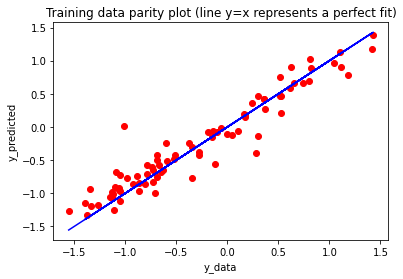 Training data parity plot (line y=x represents a perfect fit)
1.5
1.0
0.5
0.0
−0.5
−1.0
−1.5
y_predicted
−1.5 −1.0 −0.5 0.0 0.5 1.0 1.5
y_data